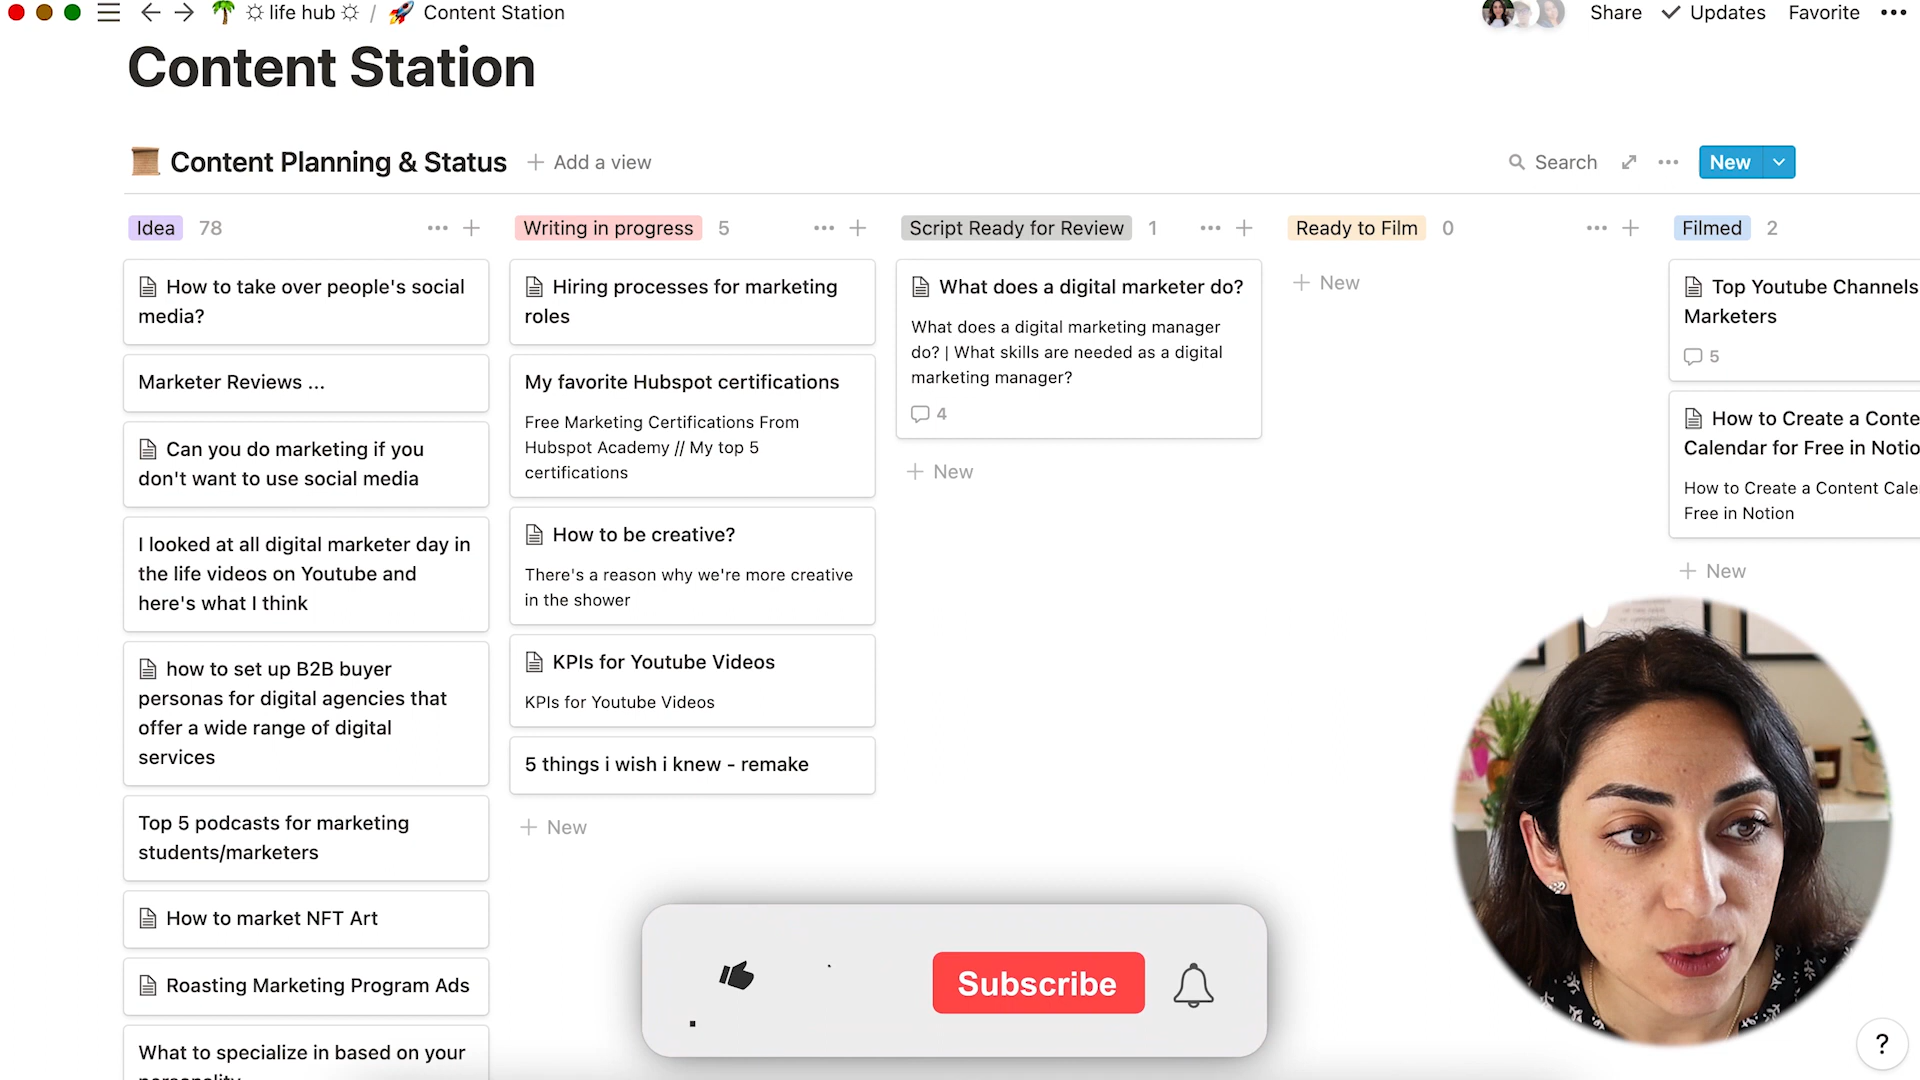 life hub / Content Station
Share Updates Favorite
Content Station
Content Planning & Status + Add a view
Search New
Idea 78
How to take over people's social
media?
Marketer Reviews ...
Can you do marketing if you
don't want to use social media
I looked at all digital marketer day in
the life videos on Youtube and
here's what I think
how to set up B2B buyer
personas for digital agencies that
offer a wide range of digital
services
Top 5 podcasts for marketing
students/marketers
How to market NFT Art
Roasting Marketing Program Ads
What to specialize in based on your
Writing in progress 5
Hiring processes for marketing
roles
My favorite Hubspot certifications
Free Marketing Certifications From
Hubspot Academy // My top 5
certifications
How to be creative?
There's a reason why we're more creative
in the shower
KPIs for Youtube Videos
KPIs for Youtube Videos
5 things i wish i knew - remake
+ New
Script Ready for Review 1
What does a digital marketer do?
What does a digital marketing manager
do? | What skills are needed as a digital
marketing manager?
4
+ New
Ready to Film 0
+ New
Filmed 2
Top Youtube Channels
Marketers
5
How to Create a Conte
Calendar for Free in Notio
How to Create a Content Cale
Free in Notion
+ New
Subscribe
?